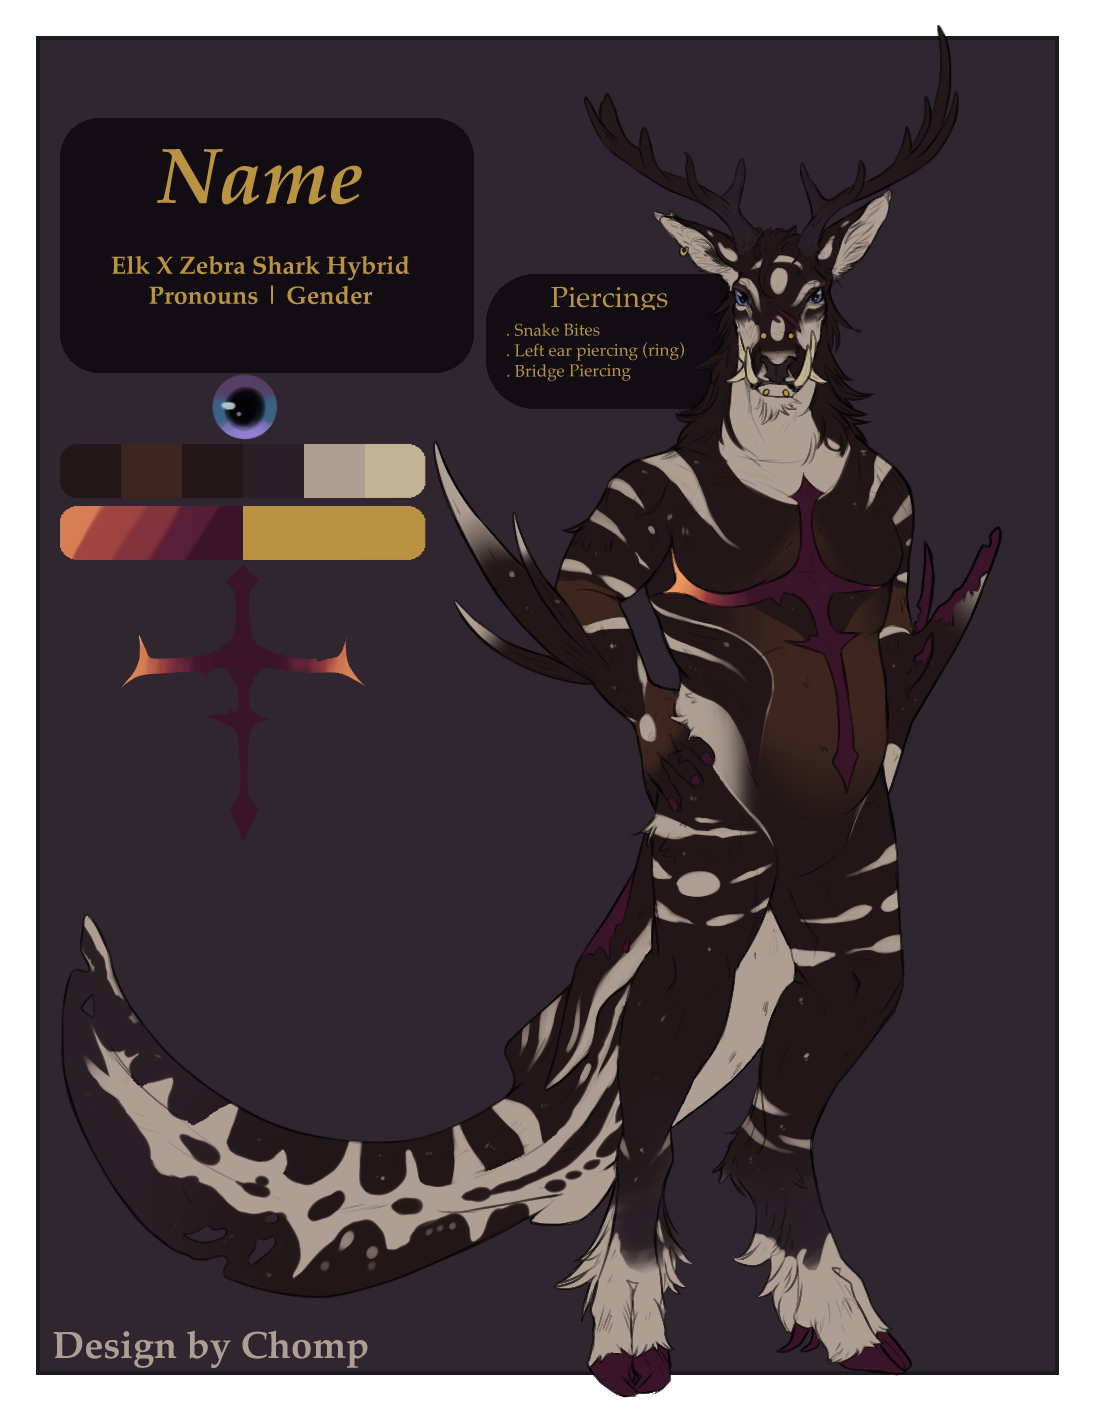 Name
Elk X Zebra Shark Hybrid
Pronouns | Gender
Piercings
. Snake Bites
. Left ear piercing (ring)
. Bridge Piercing
Design by Chomp